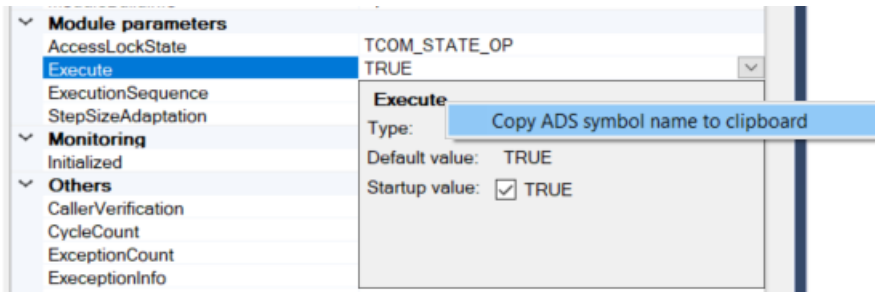 Module parameters
AccessLockState TCOM_STATE_OP
Execute TRUE
ExecutionSequence
Execute
StepSizeAdaptation
Type:
Copy ADS symbol name to clipboard
Monitoring
Default value: TRUE
Initialized
Others
Startup value: TRUE
CallerVerification
CycleCount
ExceptionCount
ExeceptionInfo